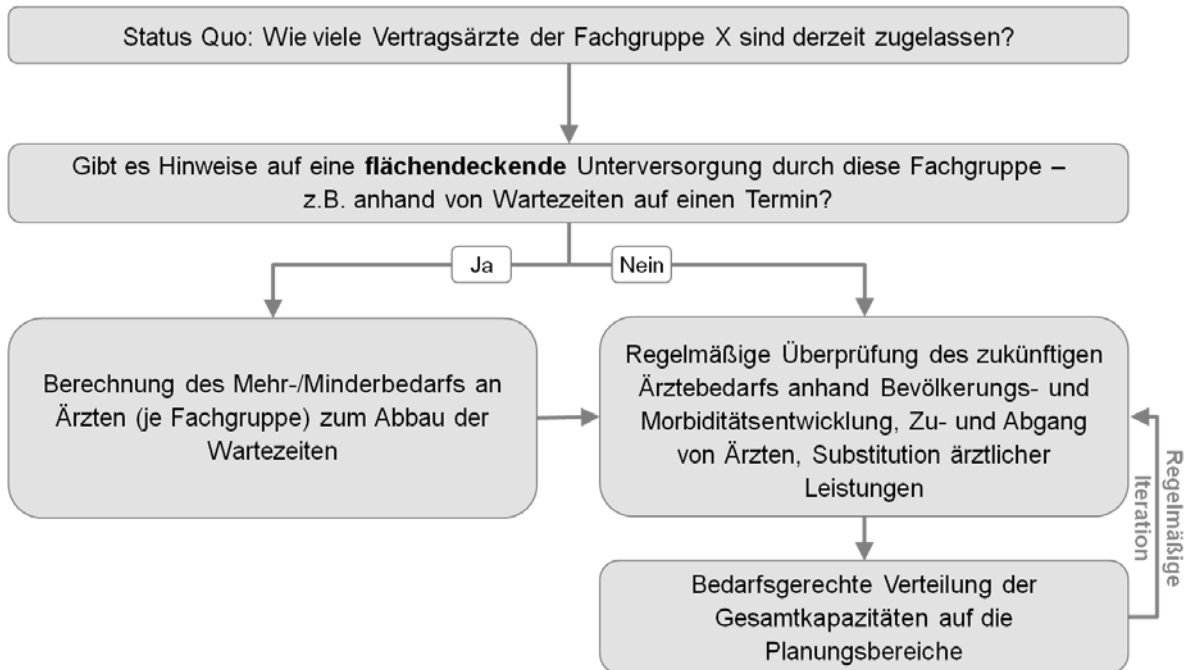 Status Quo: Wie viele Vertragsärzte der Fachgruppe X sind derzeit zugelassen?
Gibt es Hinweise auf eine flächendeckende Unterversorgung durch diese Fachgruppe –
z.B. anhand von Wartezeiten auf einen Termin?
Ja
Nein
Berechnung des Mehr-/Minderbedarfs an
Ärzten (je Fachgruppe) zum Abbau der
Wartezeiten
Regelmäßige Überprüfung des zukünftigen
Ärztebedarfs anhand Bevölkerungs- und
Morbiditätsentwicklung, Zu- und Abgang
von Ärzten, Substitution ärztlicher
Leistungen
Regelmäßige
Iteration
Bedarfsgerechte Verteilung der
Gesamtkapazitäten auf die
Planungsbereiche